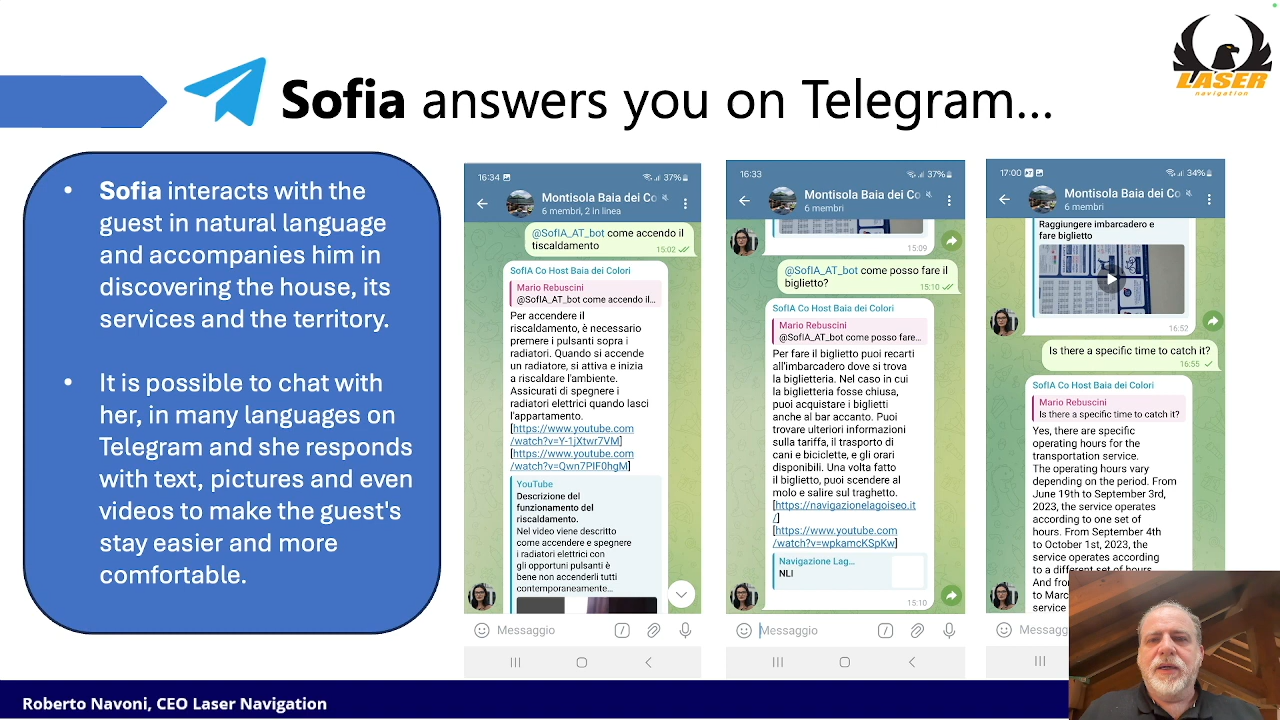 Sofia answers you on Telegram...
LASER
navigation
• Sofia interacts with the
guest in natural language
and accompanies him in
discovering the house, its
services and the territory.
• It is possible to chat with
her, in many languages on
Telegram and she responds
with text, pictures and even
videos to make the guest's
stay easier and more
comfortable.
16:34
37%
Montisola Baia dei Co
6 membri, 2 in linea
@SofIA_AT_bot come accendo il
tiscaldamento
15:02
SofIA Co Host Baia dei Colori
Mario Rebuscini
@SofIA_AT_bot come accendo il...
Per accendere il
riscaldamento, è necessario
premere i pulsanti sopra i
radiatori. Quando si accende
un radiatore, si attiva e inizia
a riscaldare l'ambiente.
Assicurati di spegnere i
radiatori elettrici quando lasci
l'appartamento.
[https://www.youtube.com
/watch?v=Y-1jXtwr7VM]
[https://www.youtube.com
/watch?v=Qwn7PIF0hgM]
YouTube
Descrizione del
funzionamento del
riscaldamento.
Nel video viene descritto
come accendere e spegnere
i radiatori elettrici con
gli opportuni pulsanti è
bene non accenderli tutti
contemporaneamente...
Messaggio
16:33
37%
Montisola Baia dei Co
6 membri
15:09
@SofIA_AT_bot come posso fare il
biglietto?
15:10
SofIA Co Host Baia dei Colori
Mario Rebuscini
@SofIA_AT_bot come posso fare...
Per fare il biglietto puoi recarti
all'imbarcadero dove si trova
la biglietteria. Nel caso in cui
la biglietteria fosse chiusa,
puoi acquistare i biglietti
anche al bar accanto. Puoi
trovare ulteriori informazioni
sulla tariffa, il trasporto di
cani e biciclette, e gli orari
disponibili. Una volta fatto
il biglietto, puoi scendere al
molo e salire sul traghetto.
[https://navigazionelagoiseo.it
/]
[https://www.youtube.com
/watch?v=wpkamcKSpKw]
Navigazione Lag...
NLI
15:10
Messaggio
17:00
34%
Montisola Baia dei Co
6 membri
Raggiungere imbarcadero e
fare biglietto
16:52
Is there a specific time to catch it?
16:55
SofIA Co Host Baia dei Colori
Mario Rebuscini
Is there a specific time to catch it?
Yes, there are specific
operating hours for the
transportation service.
The operating hours vary
depending on the period. From
June 19th to September 3rd,
2023, the service operates
according to one set of
hours. From September 4th
to October 1st, 2023, the
service operates according
to a different set of hours.
And fro
to Marc
service
Messag
Roberto Navoni, CEO Laser Navigation